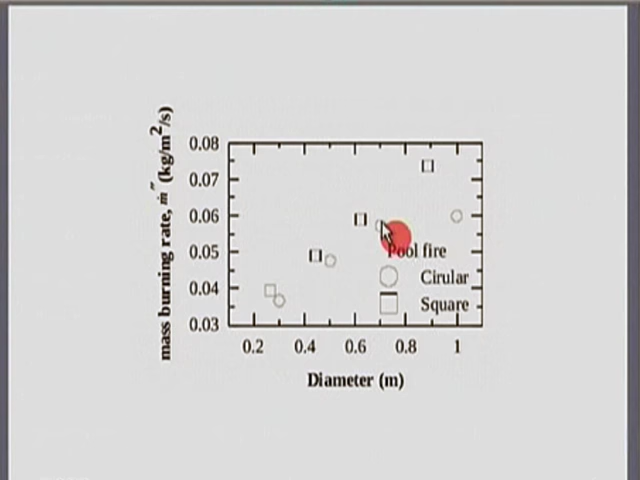 mass burning rate, ṁ″ (kg/m²/s)
0.08
0.07
0.06
0.05
0.04
0.03
Pool fire
Cirular
Square
0.2 0.4 0.6 0.8 1
Diameter (m)